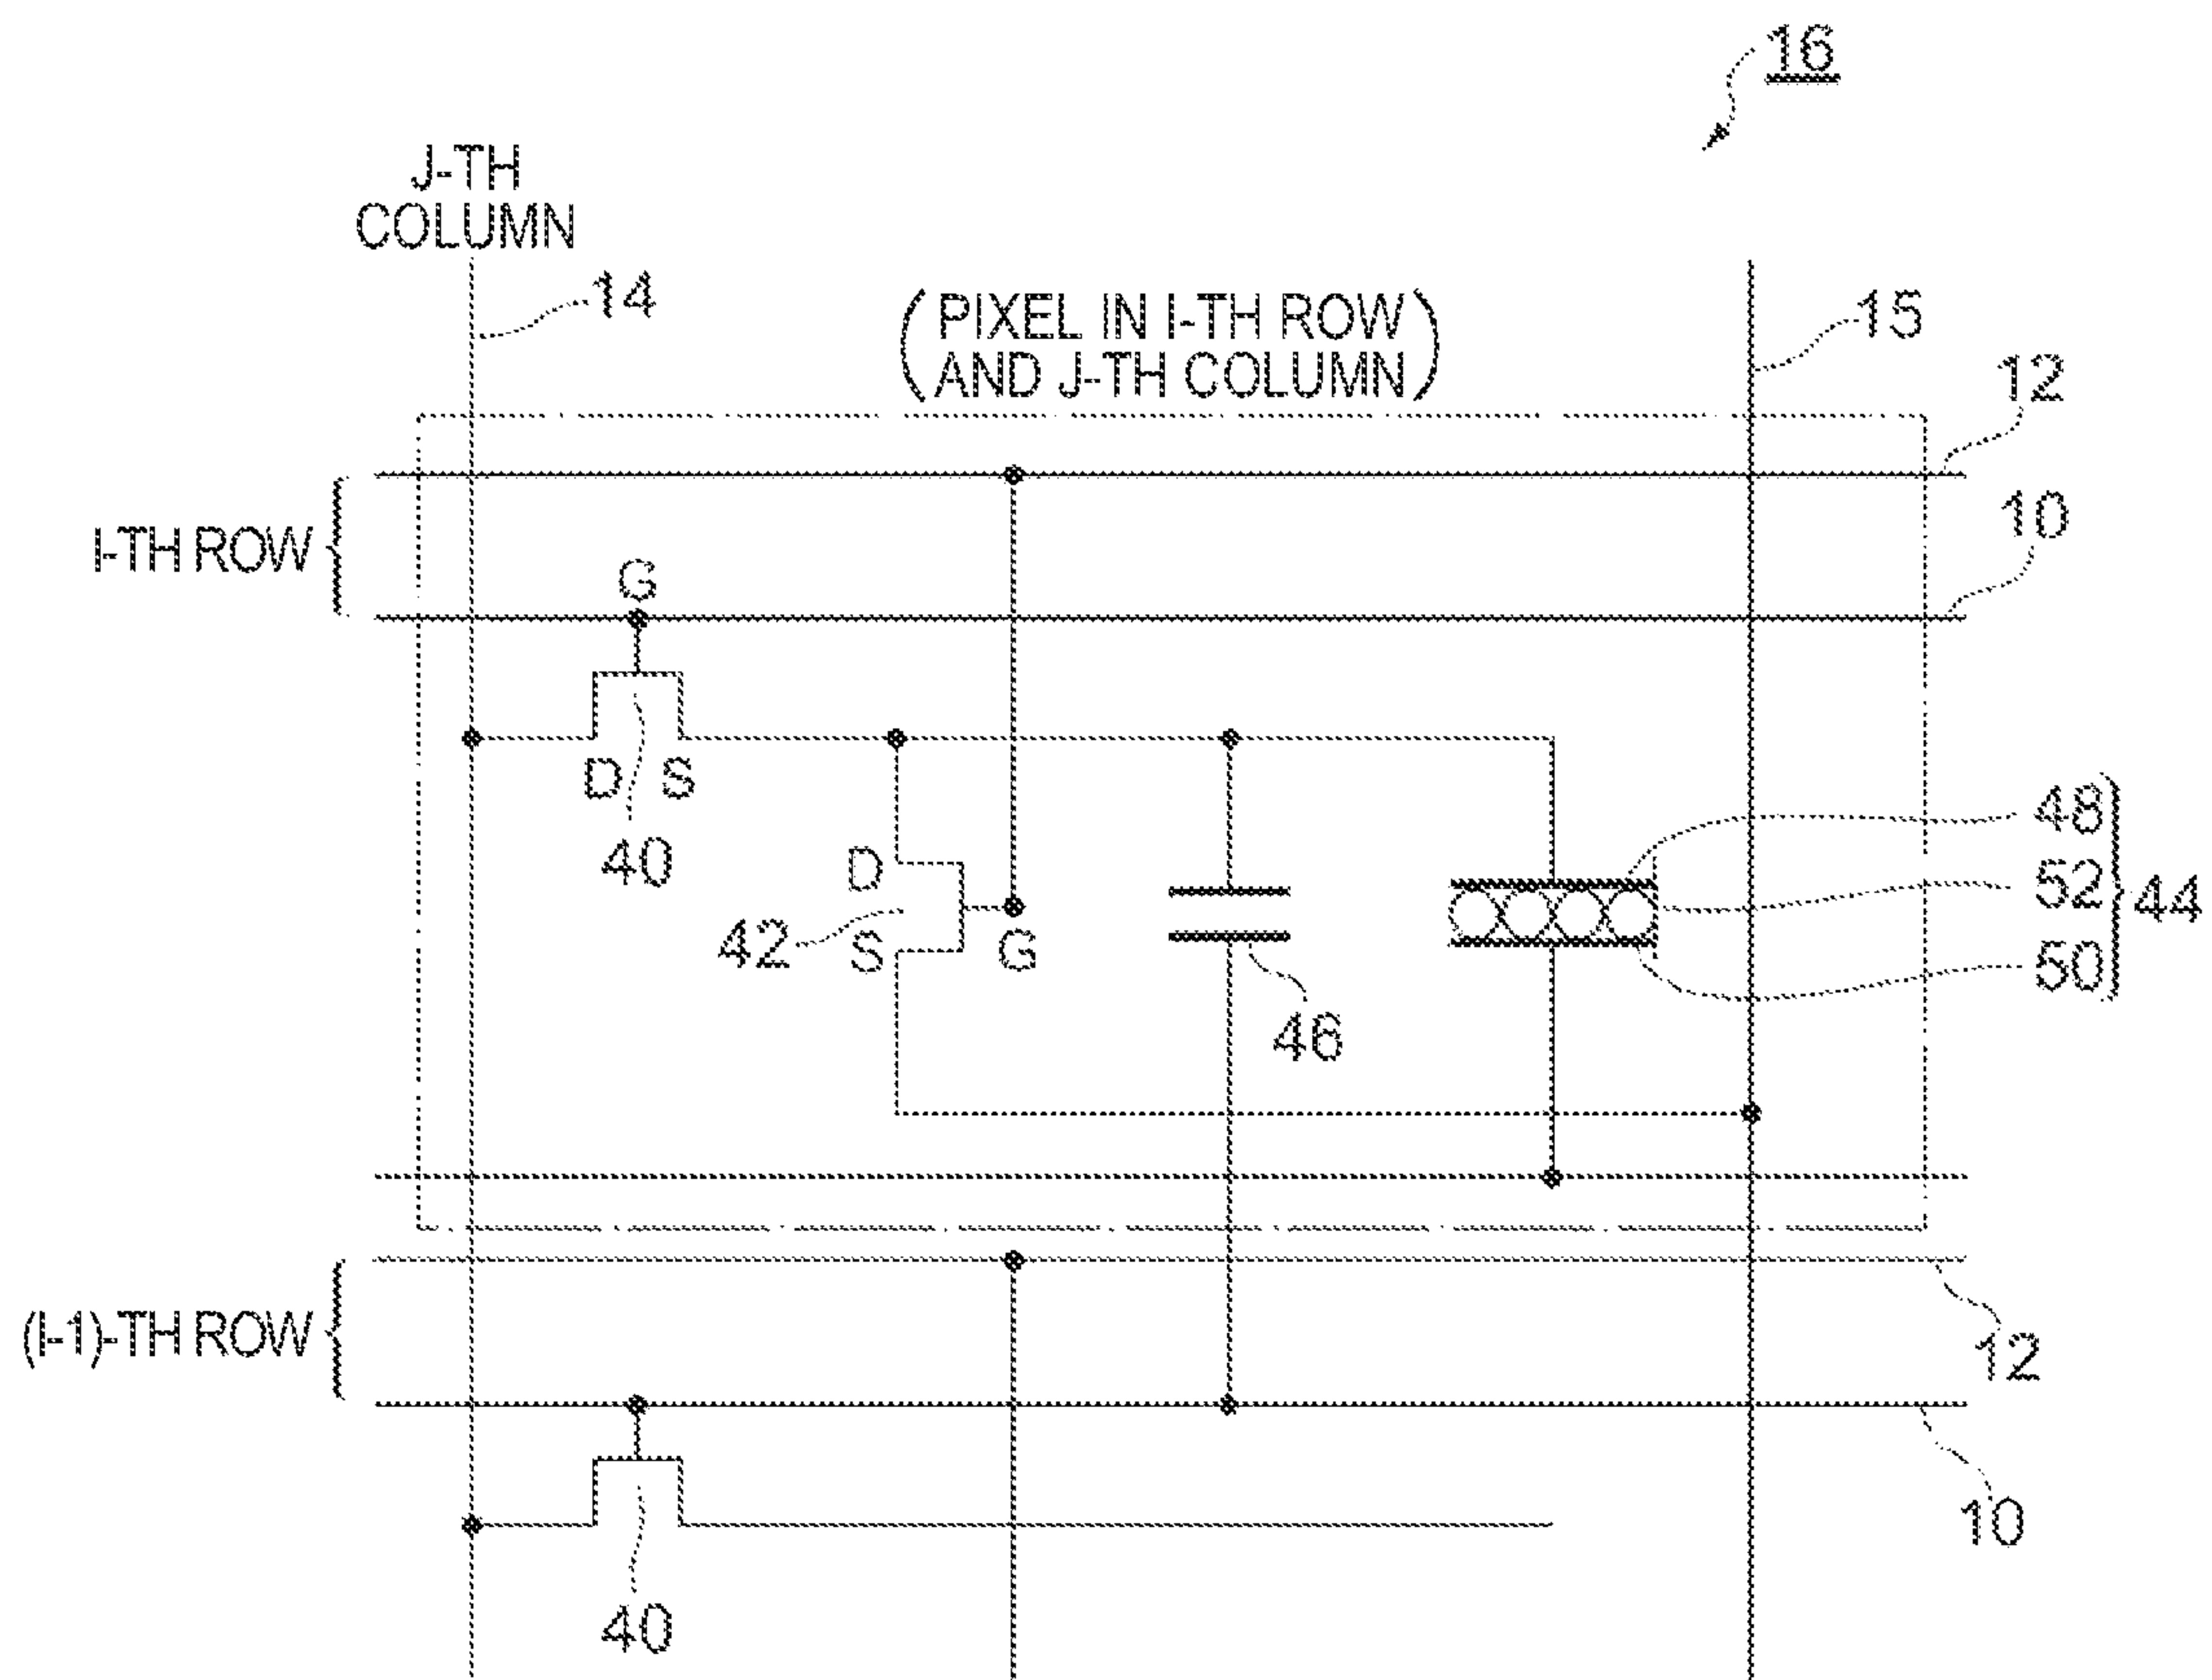 16
J-TH
COLUMN
14
(PIXEL IN I-TH ROW
AND J-TH COLUMN)
15
12
10
I-TH ROW
G
D S
40
48
52
50
44
D
42
S
G
46
(I-1)-TH ROW
12
10
40